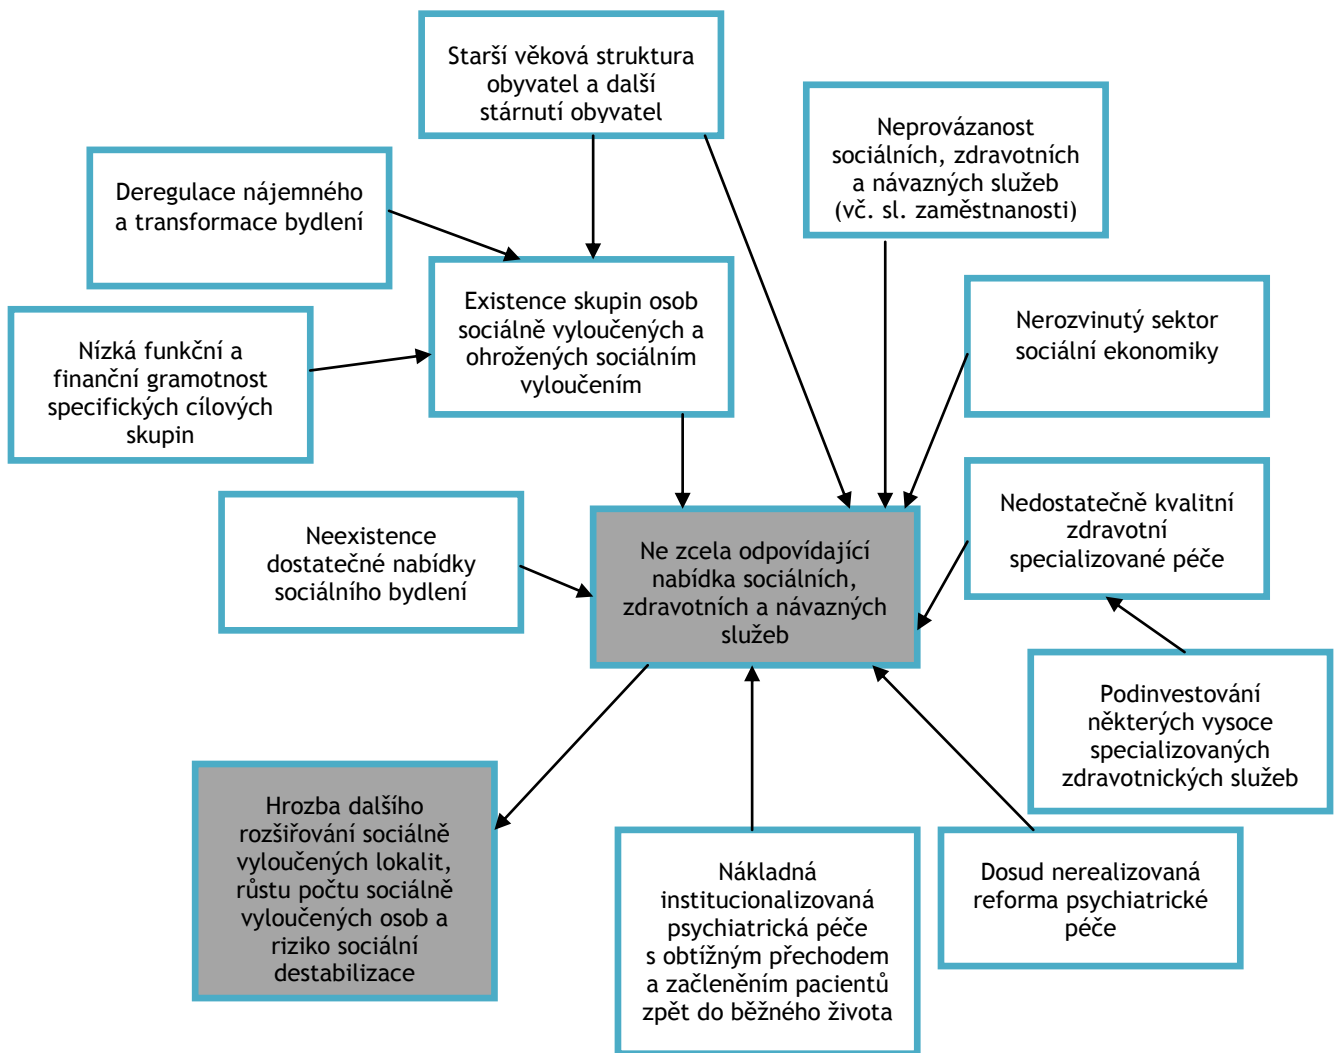 Starší věková struktura
obyvatel a další
stárnutí obyvatel
Neprovázanost
sociálních, zdravotních
a návazných služeb
(vč. sl. zaměstnanosti)
Deregulace nájemného
a transformace bydlení
Existence skupin osob
sociálně vyloučených a
ohrožených sociálním
vyloučením
Nerozvinutý sektor
sociální ekonomiky
Nízká funkční a
finanční gramotnost
specifických cílových
skupin
Neexistence
dostatečné nabídky
sociálního bydlení
Ne zcela odpovídající
nabídka sociálních,
zdravotních a návazných
služeb
Nedostatečně kvalitní
zdravotní
specializované péče
Podinvestování
některých vysoce
specializovaných
zdravotnických služeb
Hrozba dalšího
rozšiřování sociálně
vyloučených lokalit,
růstu počtu sociálně
vyloučených osob a
riziko sociální
destabilizace
Nákladná
institucionalizovaná
psychiatrická péče
s obtížným přechodem
a začleněním pacientů
zpět do běžného života
Dosud nerealizovaná
reforma psychiatrické
péče